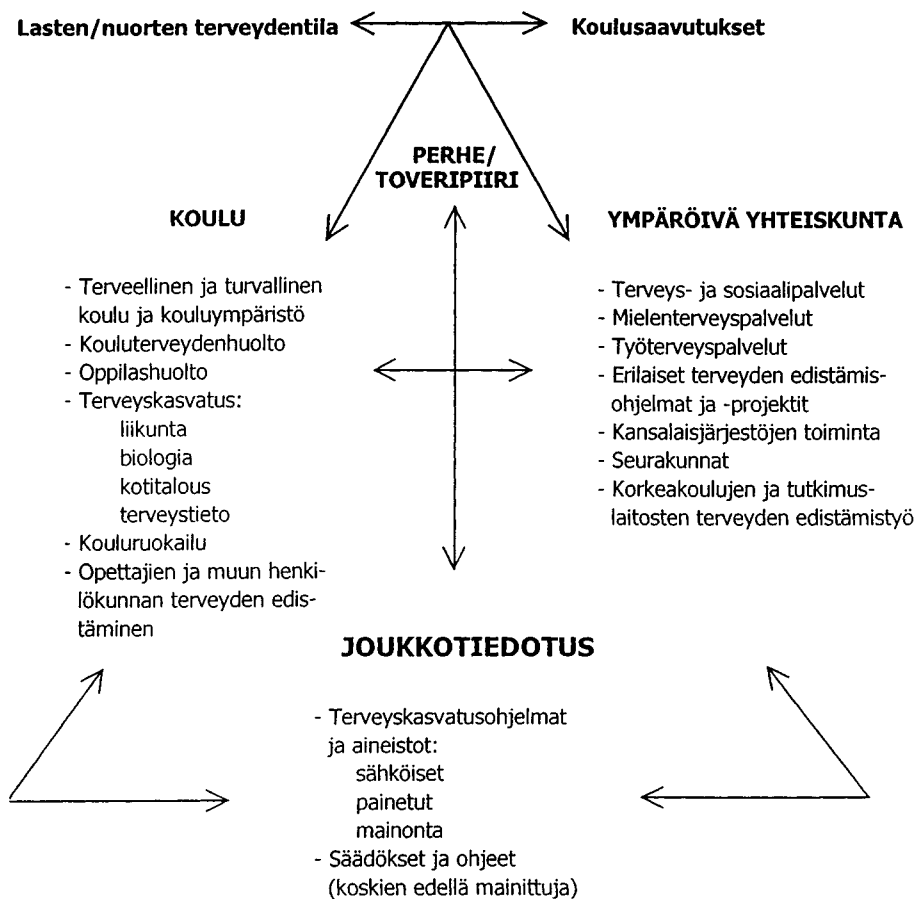 Lasten/nuorten terveydentila
Koulusaavutukset
PERHE/
TOVERIPIIRI
KOULU
- Terveellinen ja turvallinen
koulu ja kouluympäristö
- Kouluterveydenhuolto
- Oppilashuolto
- Terveyskasvatus:
liikunta
biologia
kotitalous
terveystieto
- Kouluruokailu
- Opettajien ja muun henki-
lökunnan terveyden edis-
täminen
YMPÄRÖIVÄ YHTEISKUNTA
- Terveys- ja sosiaalipalvelut
- Mielenterveyspalvelut
- Työterveyspalvelut
- Erilaiset terveyden edistämis-
ohjelmat ja -projektit
- Kansalaisjärjestöjen toiminta
- Seurakunnat
- Korkeakoulujen ja tutkimus-
laitosten terveyden edistämistyö
JOUKKOTIEDOTUS
- Terveyskasvatusohjelmat
ja aineistot:
sähköiset
painetut
mainonta
- Säädökset ja ohjeet
(koskien edellä mainittuja)